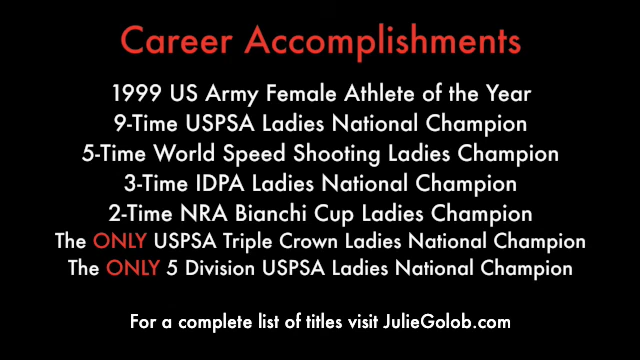 Career Accomplishments
1999 US Army Female Athlete of the Year
9-Time USPSA Ladies National Champion
5-Time World Speed Shooting Ladies Champion
3-Time IDPA Ladies National Champion
2-Time NRA Bianchi Cup Ladies Champion
The ONLY USPSA Triple Crown Ladies National Champion
The ONLY 5 Division USPSA Ladies National Champion
For a complete list of titles visit JulieGolob.com